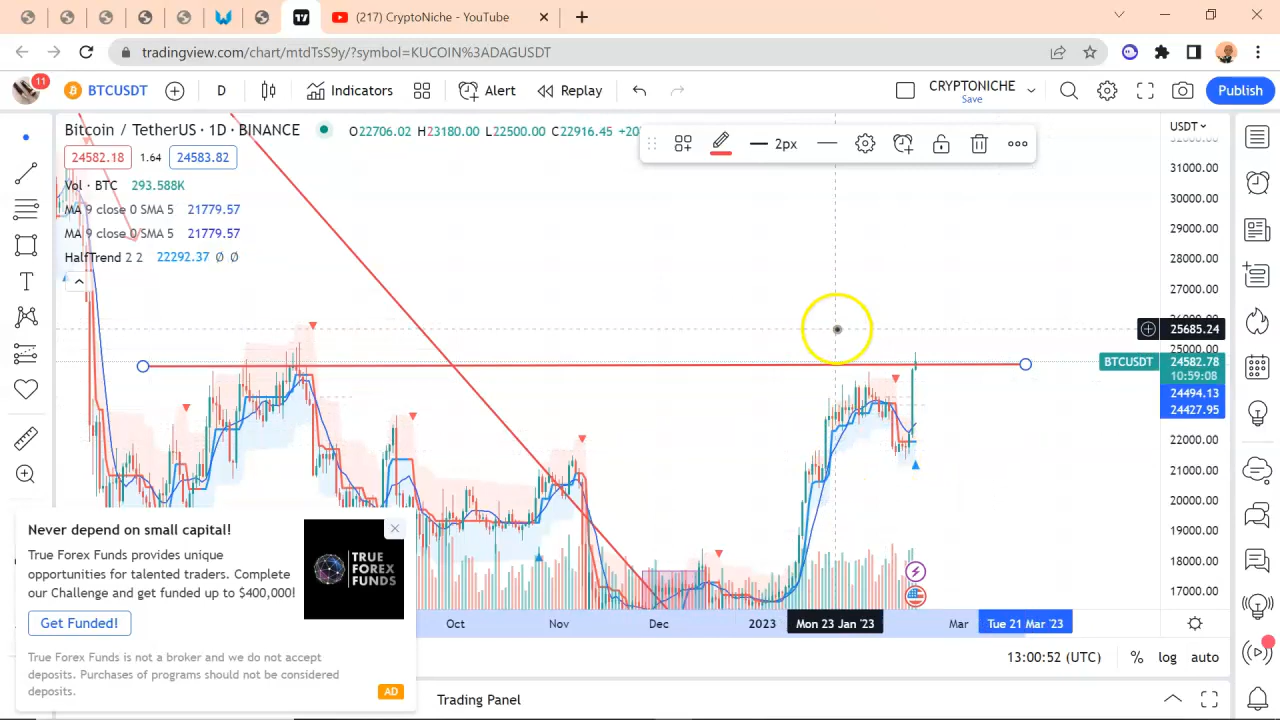 (217) CryptoNiche - YouTube
tradingview.com/chart/mtdTsS9y/?symbol=KUCOIN%3ADAGUSDT
11
BTCUSDT
D
Indicators
Alert
Replay
CRYPTONICHE
Save
Publish
Bitcoin / TetherUS · 1D · BINANCE
O22706.02 H23180.00 L22500.00 C22916.45 +20
24582.18
1.64
24583.82
Vol · BTC 293.588K
MA 9 close 0 SMA 5 21779.57
MA 9 close 0 SMA 5 21779.57
HalfTrend 2 2 22292.37 Ø Ø
2px
USDT
32000.00
31000.00
30000.00
29000.00
28000.00
27000.00
25685.24
25000.00
BTCUSDT
24582.78
10:59:08
24494.13
24427.95
22000.00
21000.00
20000.00
19000.00
18000.00
17000.00
Oct
Nov
Dec
2023
Mon 23 Jan '23
Mar
Tue 21 Mar '23
13:00:52 (UTC)
%
log
auto
Trading Panel
Never depend on small capital!
True Forex Funds provides unique
opportunities for talented traders. Complete
our Challenge and get funded up to $400,000!
Get Funded!
TRUE
FOREX
FUNDS
True Forex Funds is not a broker and we do not accept
deposits. Purchases of programs should not be considered
deposits.
AD